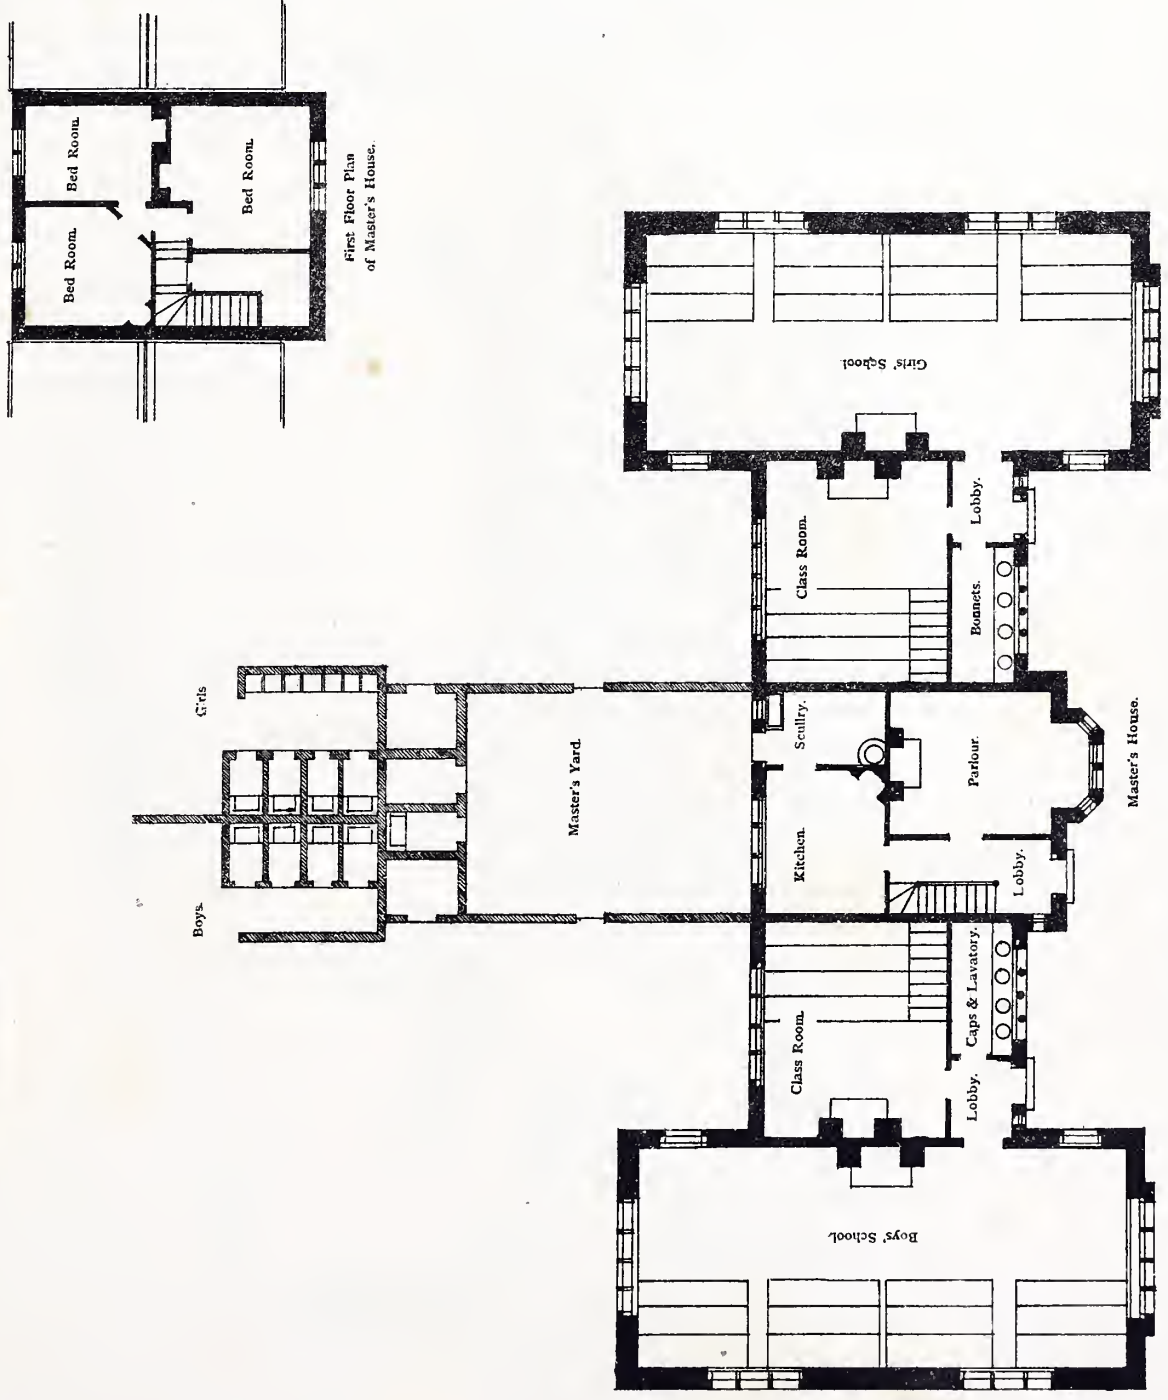 Bed Room.
Bed Room.
Bed Room.
First Floor Plan
of Master's House.
Girls' School
Class Room.
Lobby.
Bonnets.
Girls
Boys.
Master's Yard.
Scullry.
Kitchen.
Parlour.
Lobby.
Master's House.
Class Room.
Caps & Lavatory.
Lobby.
Boys' School.